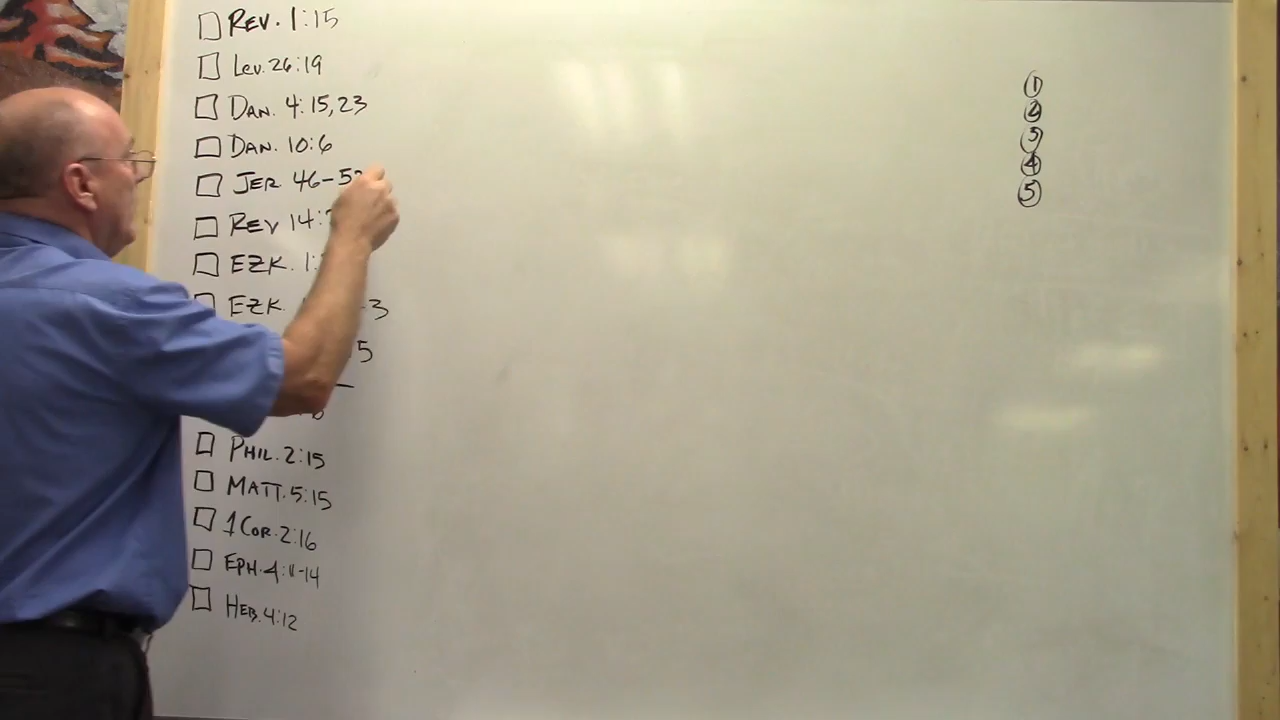 REV. 1:15
Lev. 26:19
DAN. 4:15,23
DAN. 10:6
JER 46-52
REV 14:
EZK. 1:
EZK. 3
5
PHIL. 2:15
MATT. 5:15
1 COR. 2:16
EPH. 4:11-14
HEB. 4:12
1
2
3
4
5